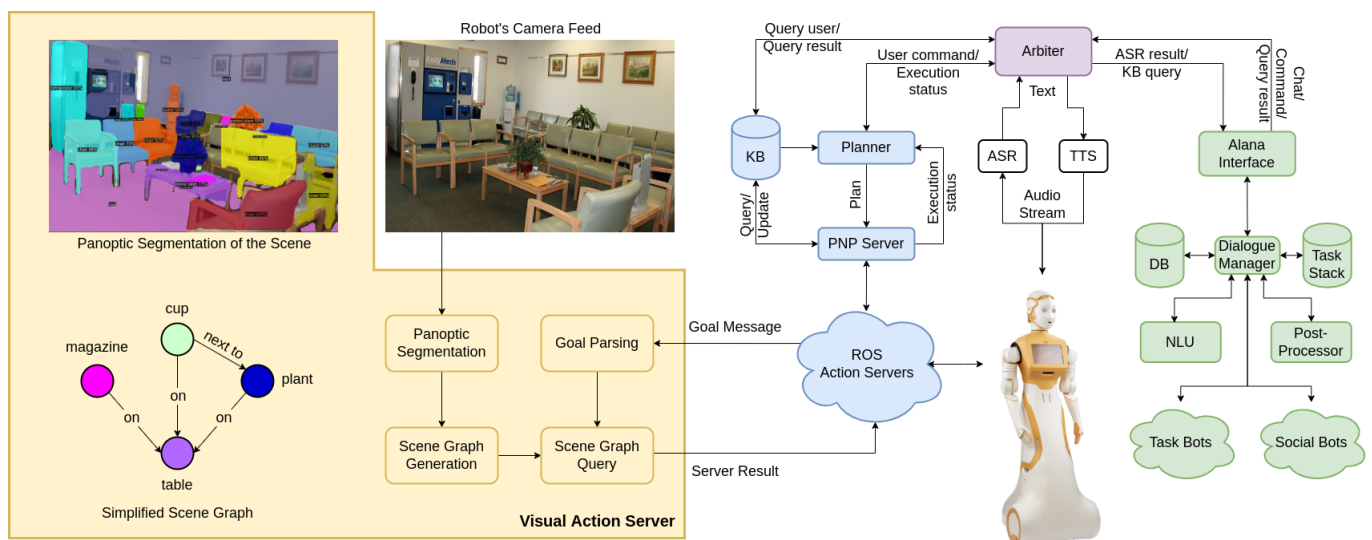 Robot's Camera Feed
Panoptic Segmentation of the Scene
cup
next to
magazine
plant
on
on
on
table
Simplified Scene Graph
Panoptic
Segmentation
Goal Parsing
Scene Graph
Generation
Scene Graph
Query
Visual Action Server
Goal Message
Server Result
Query user/
Query result
User command/
Execution
status
Arbiter
ASR result/
KB query
Chat/
Command/
Query result
Text
KB
Planner
ASR
TTS
Alana
Interface
Query/
Update
Plan
Execution
status
Audio
Stream
PNP Server
DB
Dialogue
Manager
Task
Stack
ROS
Action Servers
NLU
Post-
Processor
Task Bots
Social Bots